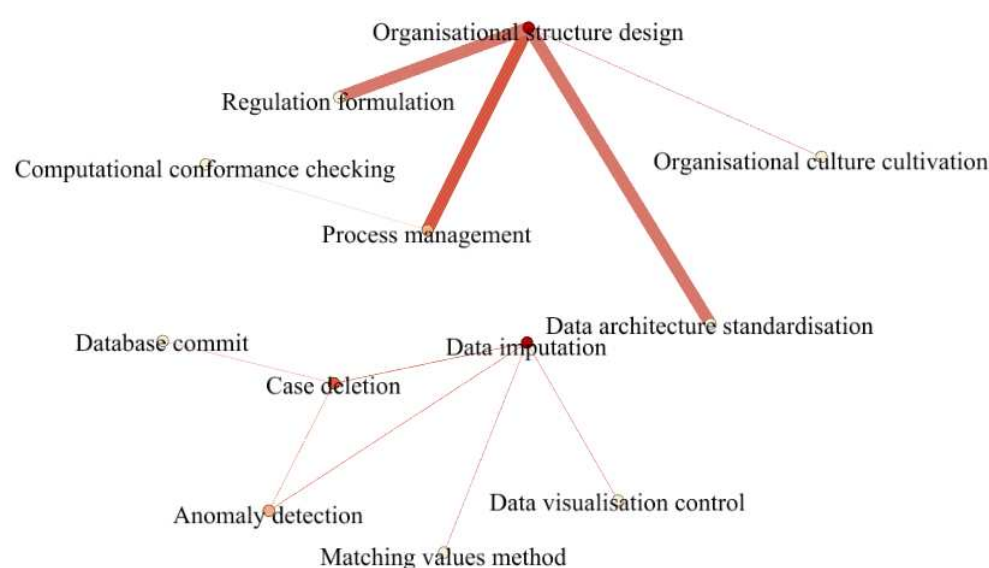 Organisational structure design
Regulation formulation
Organisational culture cultivation
Computational conformance checking
Process management
Data architecture standardisation
Database commit
Data imputation
Case deletion
Data visualisation control
Anomaly detection
Matching values method